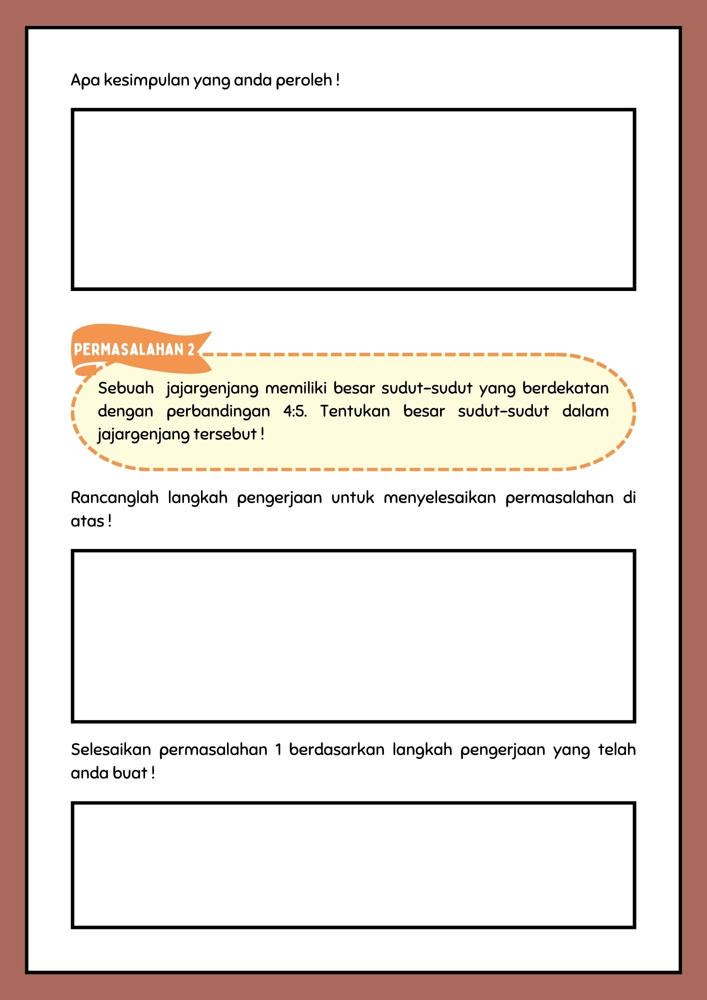 Apa kesimpulan yang anda peroleh !
PERMASALAHAN 2
Sebuah jajargenjang memiliki besar sudut-sudut yang berdekatan
dengan perbandingan 4:5. Tentukan besar sudut-sudut dalam
jajargenjang tersebut !
Rancanglah langkah pengerjaan untuk menyelesaikan permasalahan di
atas !
Selesaikan permasalahan 1 berdasarkan langkah pengerjaan yang telah
anda buat !